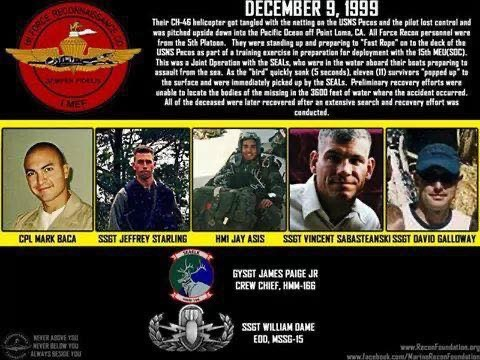 DECEMBER 9, 1999
Their CH-46 helicopter got tangled with the netting on the USNS Pecos and the pilot lost control and
was pitched upside down into the Pacific Ocean off Point Loma, CA. All Force Recon personnel were
from the 5th Platoon. They were standing up and preparing to "Fast Rope" on to the deck of the
USNS Pecos as part of a training exercise in preparation for deployment with the 15th MEU(SOC).
This was a Joint Operation with the SEALs, who were in the water aboard their boats preparing to
assault from the sea. As the "bird" quickly sank (5 seconds), eleven (11) survivors "popped up" to
the surface and were immediately picked up by the SEALs. Preliminary recovery efforts were
unable to locate the bodies of the missing in the 3600 feet of water where the accident occurred.
All of the deceased were later recovered after an extensive search and recovery effort was
conducted.
1st FORCE RECONNAISSANCE CO.
SEMPER FIDELIS
I MEF
CPL MARK BACA
SSGT JEFFREY STARLING
HM1 JAY ASIS
SSGT VINCENT SABASTEANSKI
SSGT DAVID GALLOWAY
SEAELK
GYSGT JAMES PAIGE JR
CREW CHIEF, HMM-166
SSGT WILLIAM DAME
EOD, MSSG-15
NEVER ABOVE YOU
NEVER BELOW YOU
ALWAYS BESIDE YOU
www.ReconFoundation.org
www.facebook.com/MarineReconFoundation